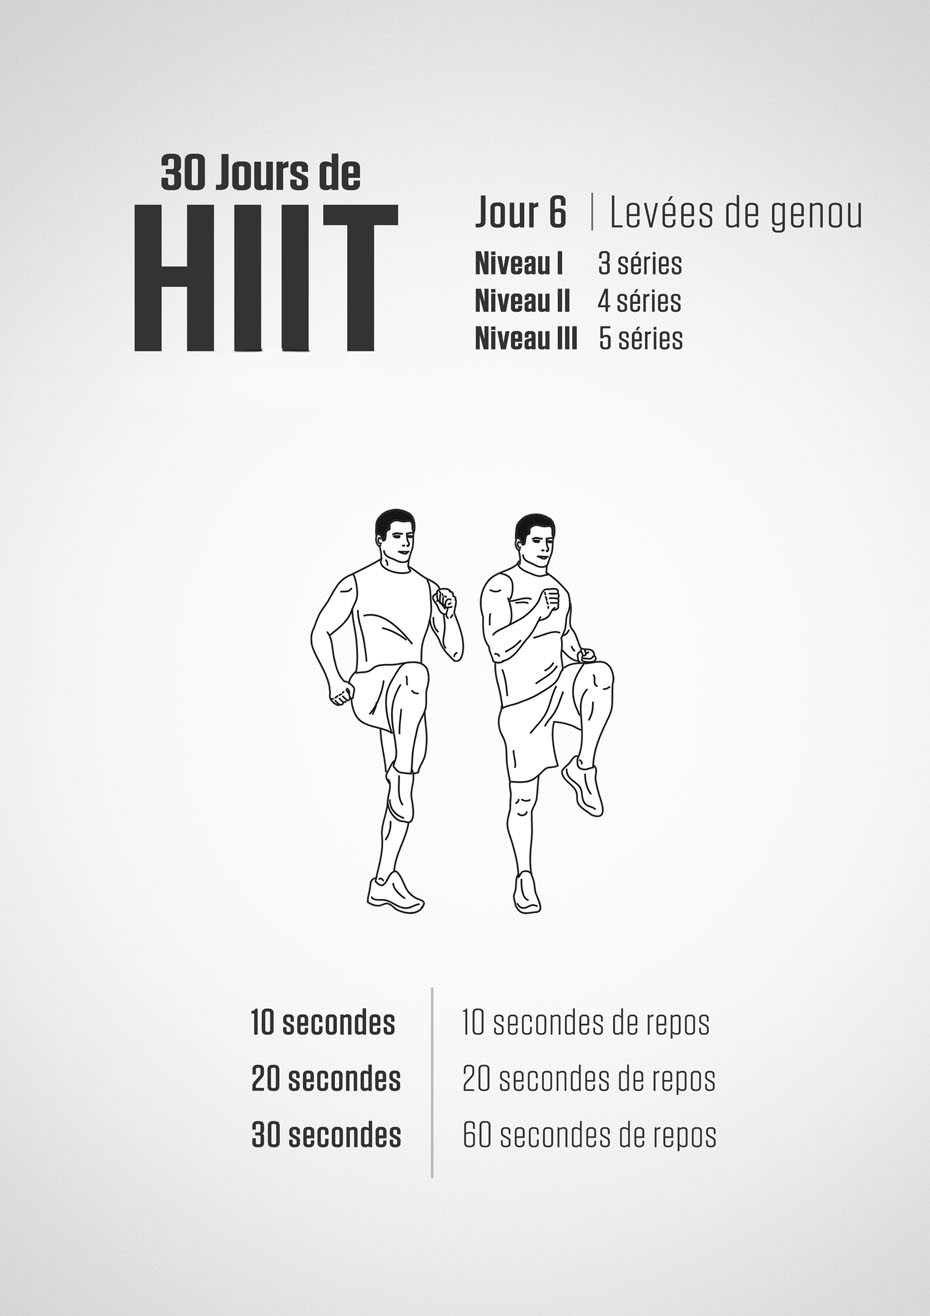 30 Jours de
HIIT
Jour 6 | Levées de genou
Niveau I 3 séries
Niveau II 4 séries
Niveau III 5 séries
10 secondes 10 secondes de repos
20 secondes 20 secondes de repos
30 secondes 60 secondes de repos